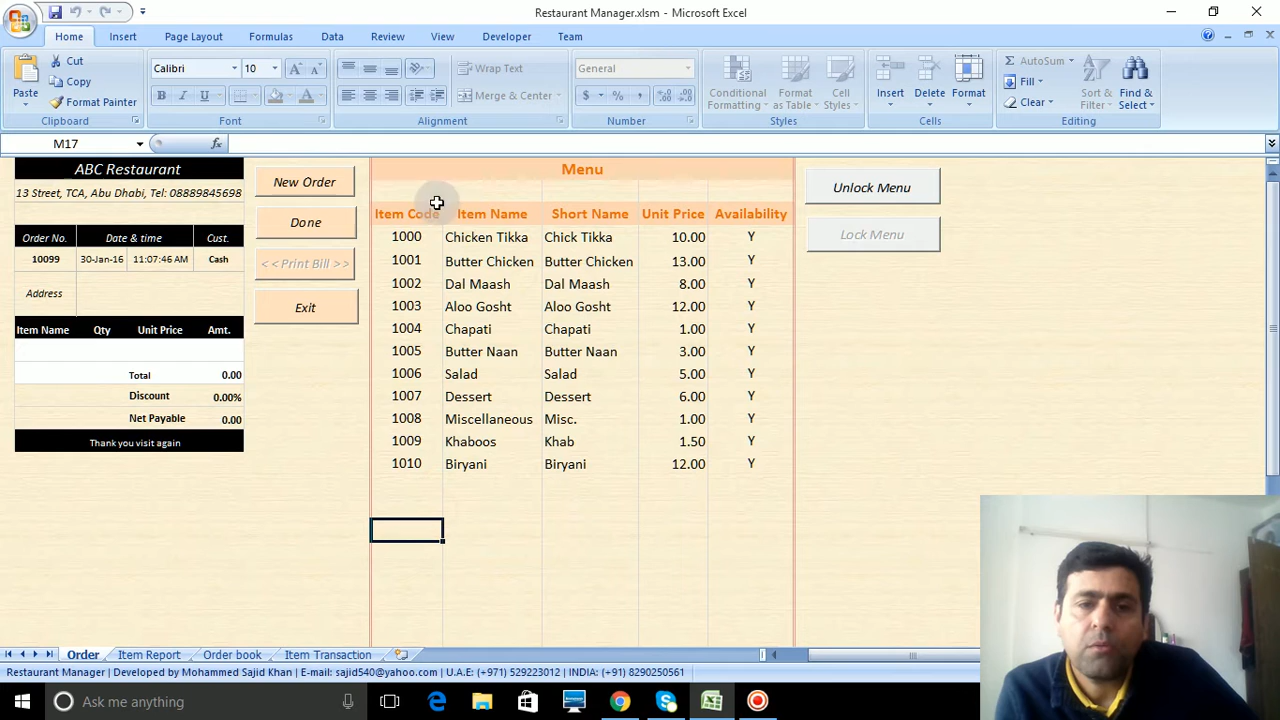 Restaurant Manager.xlsm - Microsoft Excel
Home Insert Page Layout Formulas Data Review View Developer Team
Paste Cut Copy Format Painter Clipboard
Calibri 10 B I U Font
Wrap Text Merge & Center Alignment
General $ % , Number
Conditional Formatting Format as Table Cell Styles Styles
Insert Delete Format Cells
AutoSum Fill Clear Sort & Filter Find & Select Editing
M17 fx
ABC Restaurant
13 Street, TCA, Abu Dhabi, Tel: 08889845698
Order No. Date & time Cust.
10099 30-Jan-16 11:07:46 AM Cash
Address
Item Name Qty Unit Price Amt.
Total 0.00
Discount 0.00%
Net Payable 0.00
Thank you visit again
New Order
Done
< < Print Bill > >
Exit
Menu
Item Code Item Name Short Name Unit Price Availability
1000 Chicken Tikka Chick Tikka 10.00 Y
1001 Butter Chicken Butter Chicken 13.00 Y
1002 Dal Maash Dal Maash 8.00 Y
1003 Aloo Gosht Aloo Gosht 12.00 Y
1004 Chapati Chapati 1.00 Y
1005 Butter Naan Butter Naan 3.00 Y
1006 Salad Salad 5.00 Y
1007 Dessert Dessert 6.00 Y
1008 Miscellaneous Misc. 1.00 Y
1009 Khaboos Khab 1.50 Y
1010 Biryani Biryani 12.00 Y
Unlock Menu
Lock Menu
Order Item Report Order book Item Transaction
Restaurant Manager | Developed by Mohammed Sajid Khan | E-mail: sajid540@yahoo.com | U.A.E: (+971) 529223012 | INDIA: (+91) 8290250561
Ask me anything